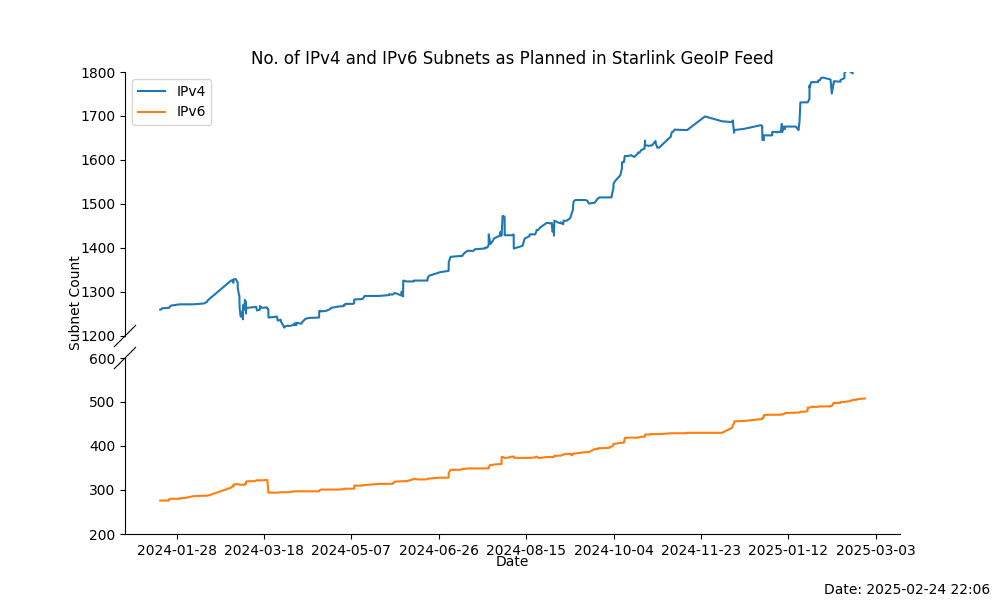 No. of IPv4 and IPv6 Subnets as Planned in Starlink GeoIP Feed
IPv4
IPv6
1800
1700
1600
1500
1400
1300
1200
600
500
400
300
200
Subnet Count
2024-01-28 2024-03-18 2024-05-07 2024-06-26 2024-08-15 2024-10-04 2024-11-23 2025-01-12 2025-03-03
Date
Date: 2025-02-24 22:06